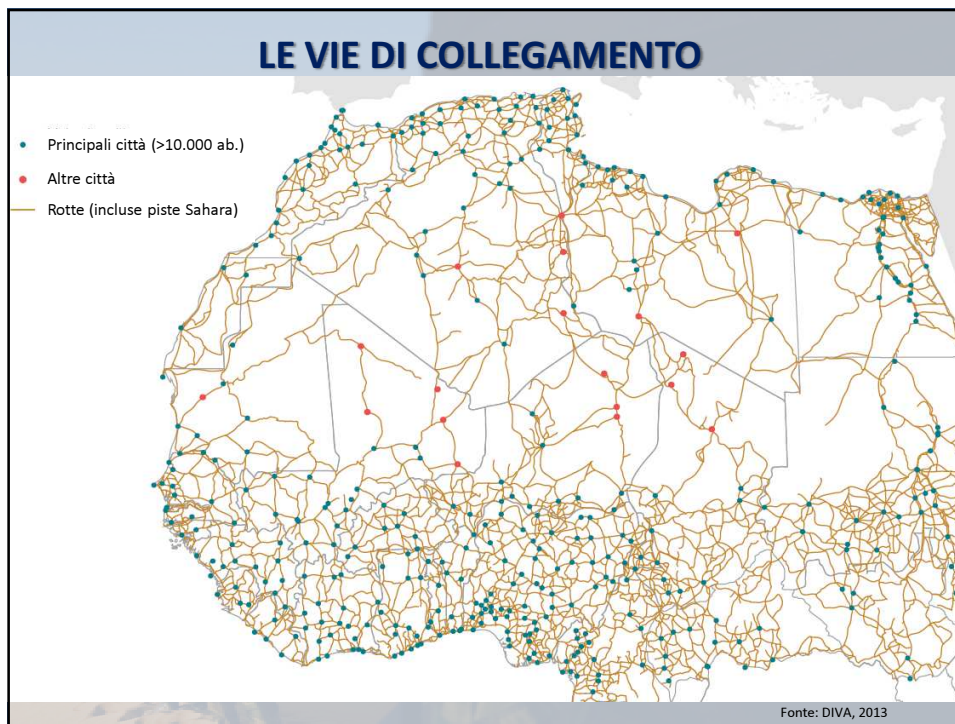 LE VIE DI COLLEGAMENTO
Principali città (>10.000 ab.)
Altre città
Rotte (incluse piste Sahara)
Fonte: DIVA, 2013